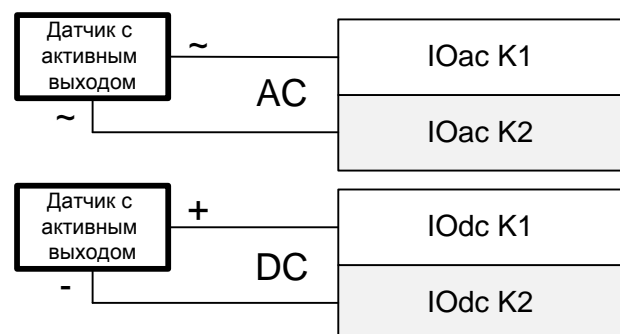 Датчик с
активным
выходом
~
~
AC
IOac K1
IOac K2
Датчик с
активным
выходом
+
-
DC
IOdc K1
IOdc K2